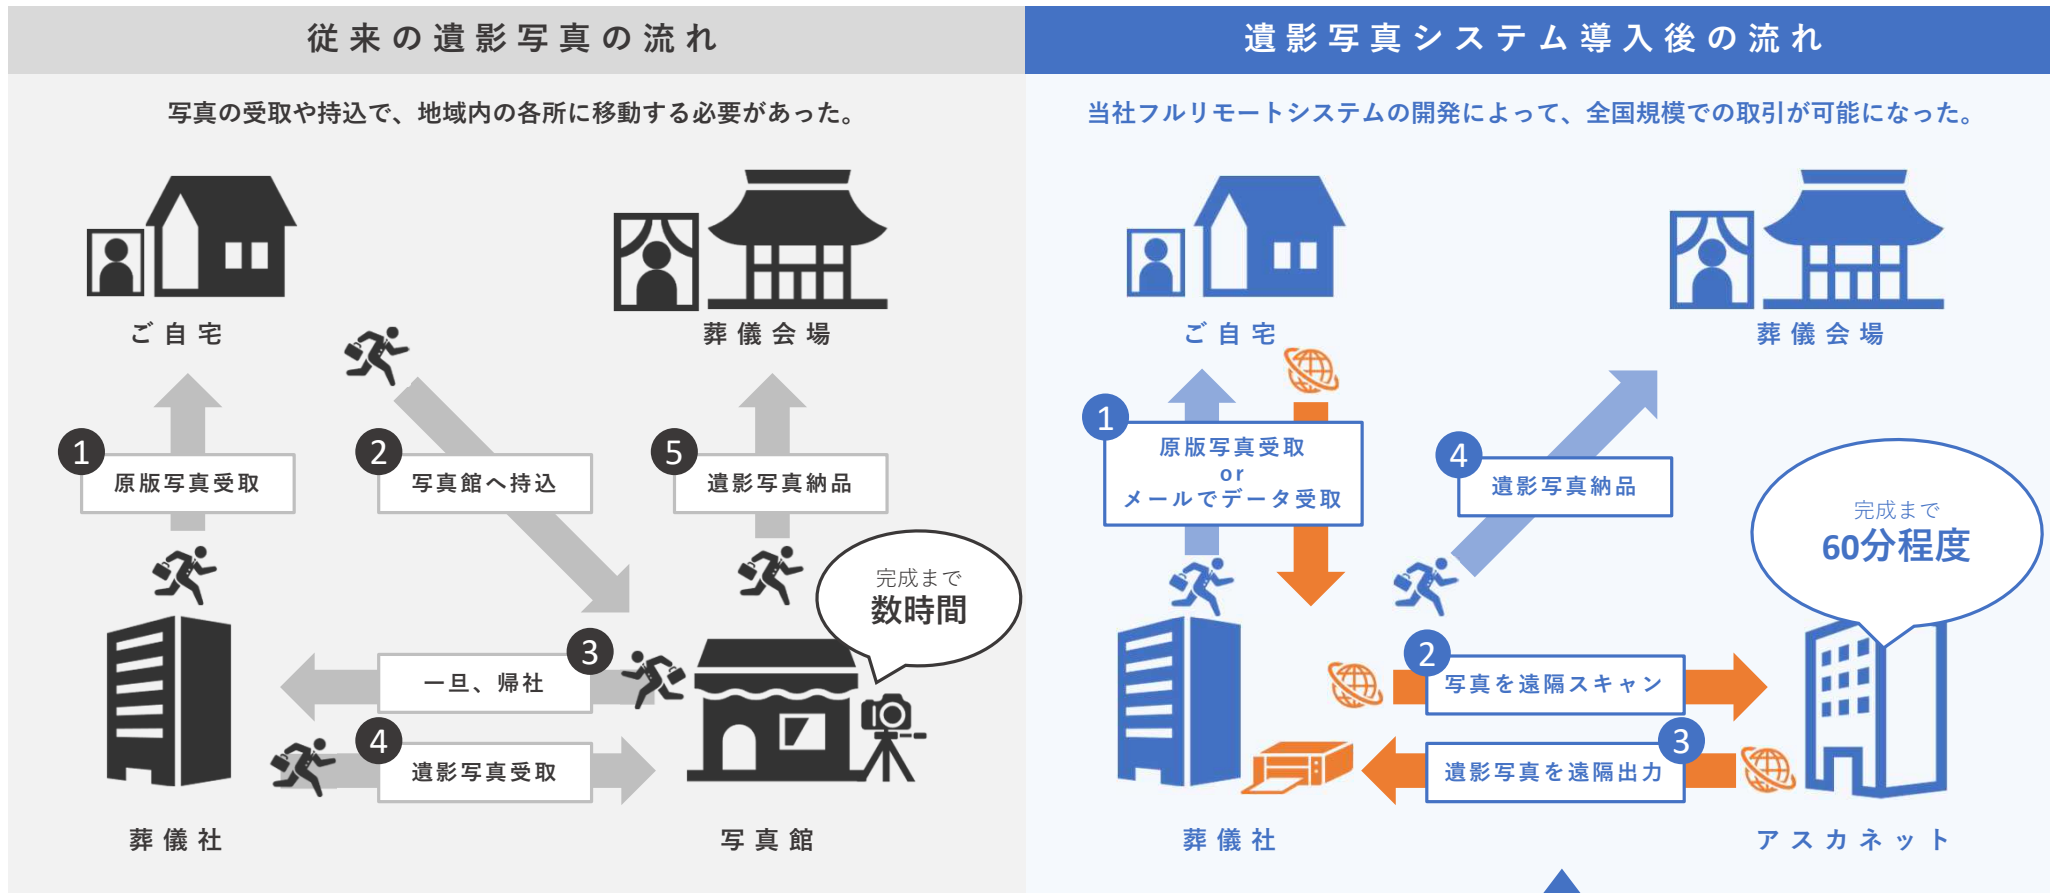 従来の遺影写真の流れ
写真の受取や持込で、地域内の各所に移動する必要があった。
ご自宅
葬儀会場
1
原版写真受取
2
写真館へ持込
5
遺影写真納品
完成まで
数時間
3
一旦、帰社
4
遺影写真受取
葬儀社
写真館
遺影写真システム導入後の流れ
当社フルリモートシステムの開発によって、全国規模での取引が可能になった。
ご自宅
葬儀会場
1
原版写真受取
or
メールでデータ受取
4
遺影写真納品
完成まで
60分程度
2
写真を遠隔スキャン
3
遺影写真を遠隔出力
葬儀社
アスカネット